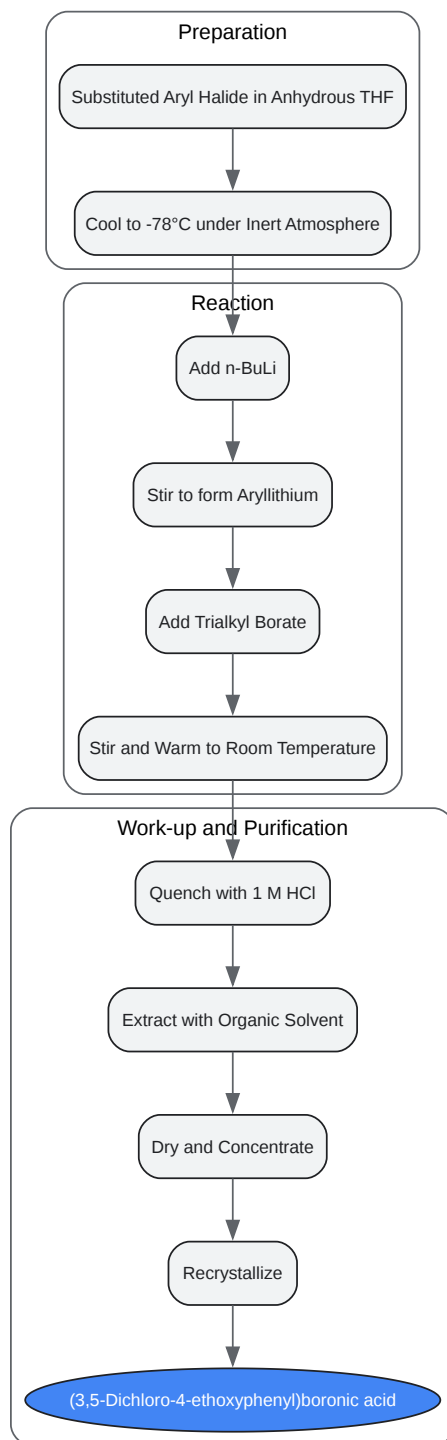 Preparation
Substituted Aryl Halide in Anhydrous THF
Cool to -78°C under Inert Atmosphere
Reaction
Add n-BuLi
Stir to form Aryllithium
Add Trialkyl Borate
Stir and Warm to Room Temperature
Work-up and Purification
Quench with 1 M HCl
Extract with Organic Solvent
Dry and Concentrate
Recrystallize
(3,5-Dichloro-4-ethoxyphenyl)boronic acid